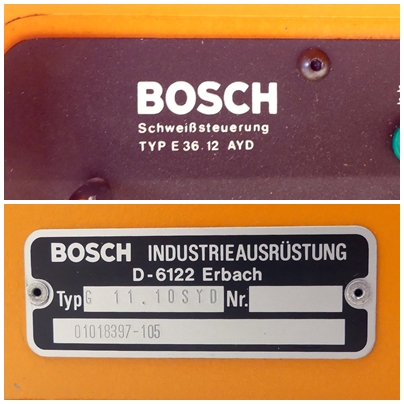 BOSCH
Schweißsteuerung
TYP E 36.12 AYD
BOSCH INDUSTRIEAUSRÜSTUNG
D-6122 Erbach
Typ G 11.10SYD Nr.
01018397-105